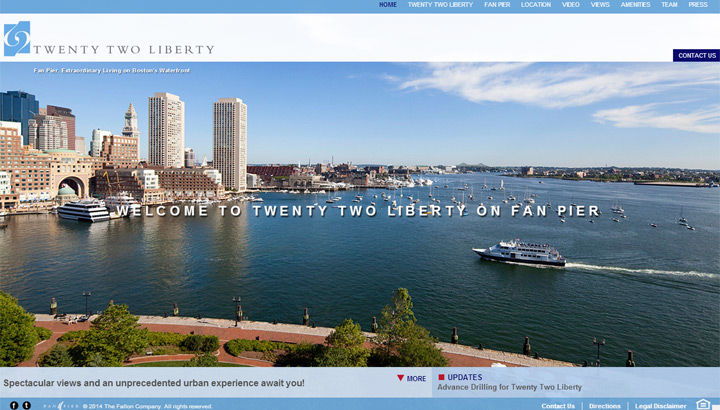 HOME TWENTY TWO LIBERTY FAN PIER LOCATION VIDEO VIEWS AMENITIES TEAM PRESS
TWENTY TWO LIBERTY
CONTACT US
Fan Pier: Extraordinary Living on Boston's Waterfront
WELCOME TO TWENTY TWO LIBERTY ON FAN PIER
Spectacular views and an unprecedented urban experience await you!
MORE
UPDATES
Advance Drilling for Twenty Two Liberty
f t FAN PIER © 2014 The Fallon Company. All rights reserved.
Contact Us | Directions | Legal Disclaimer